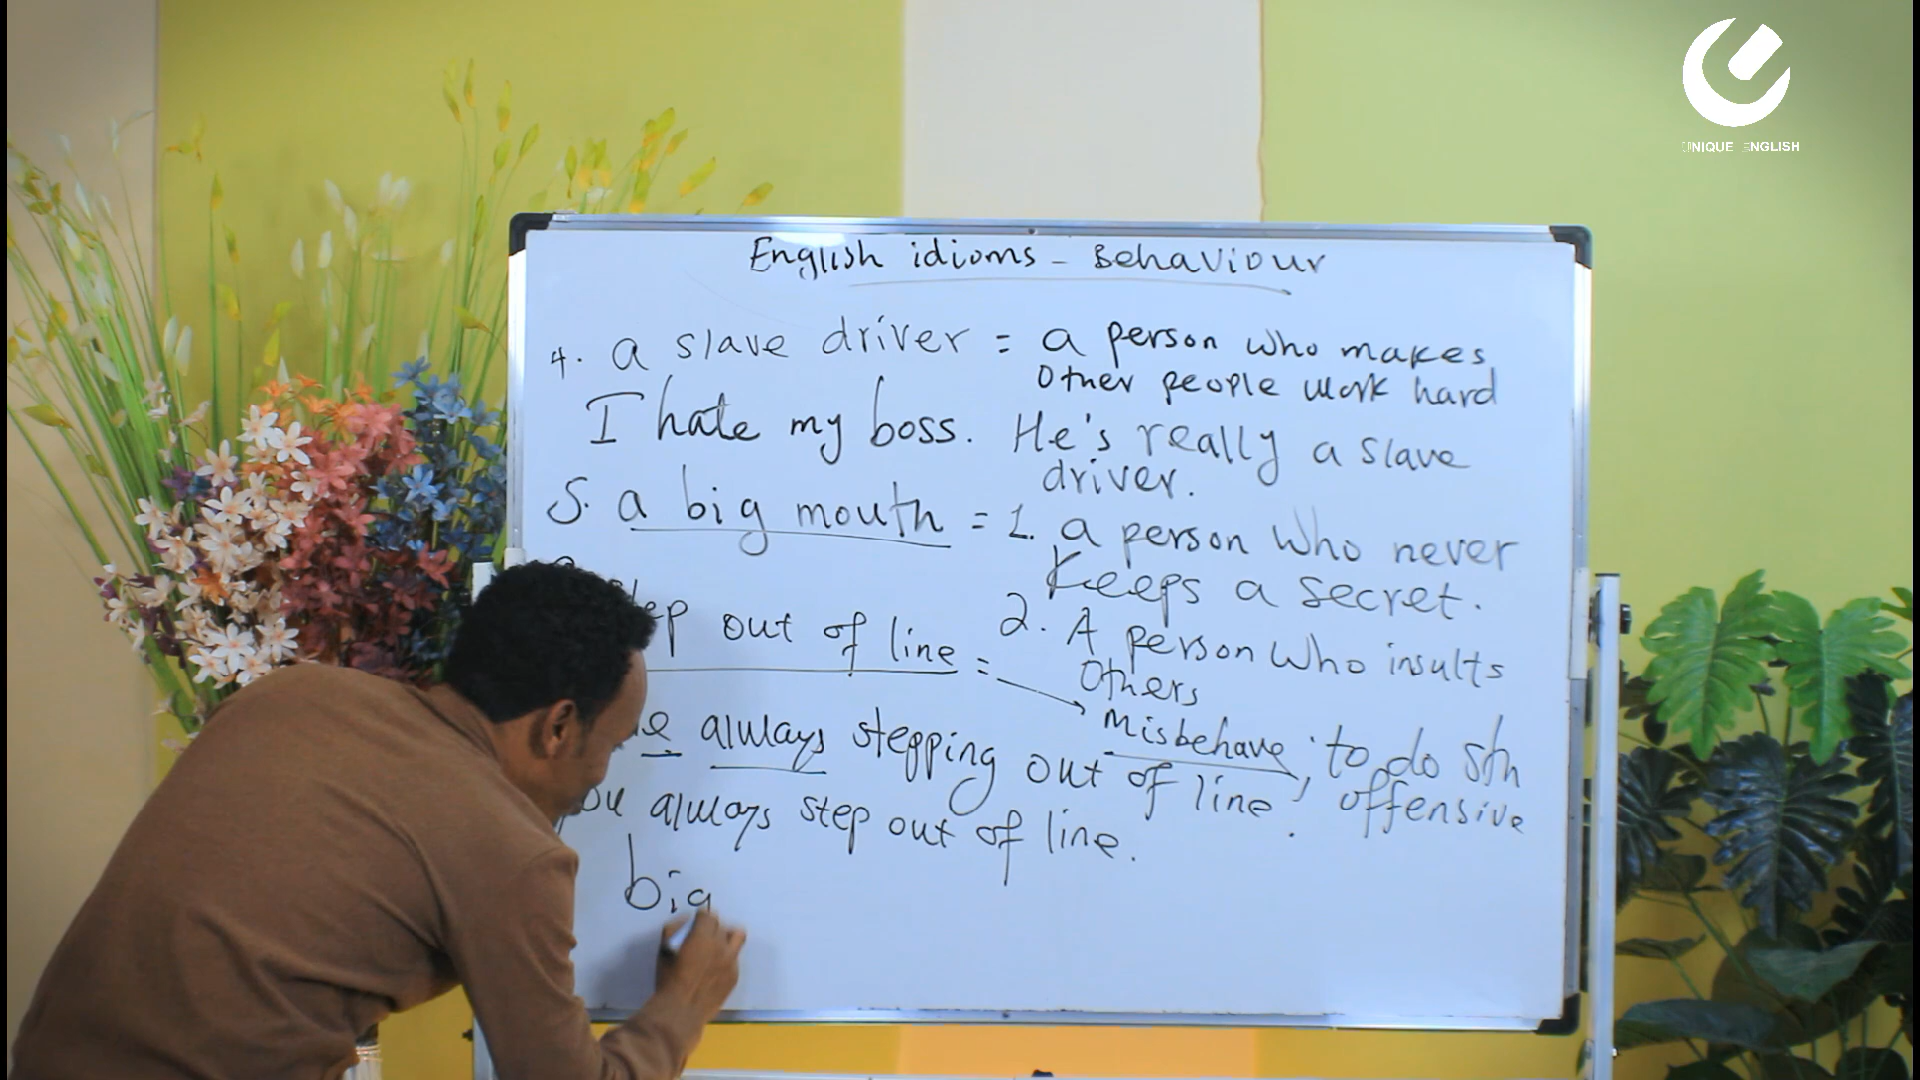 UNIQUE ENGLISH
English idioms - Behaviour
4. a slave driver = a person who makes
other people work hard
I hate my boss. He's really a slave
driver.
5. a big mouth = 1. a person who never
keeps a secret.
out of line =
2. A person who insults
others
Misbehave, to do sth
offensive
always stepping out of line.
always step out of line.
big